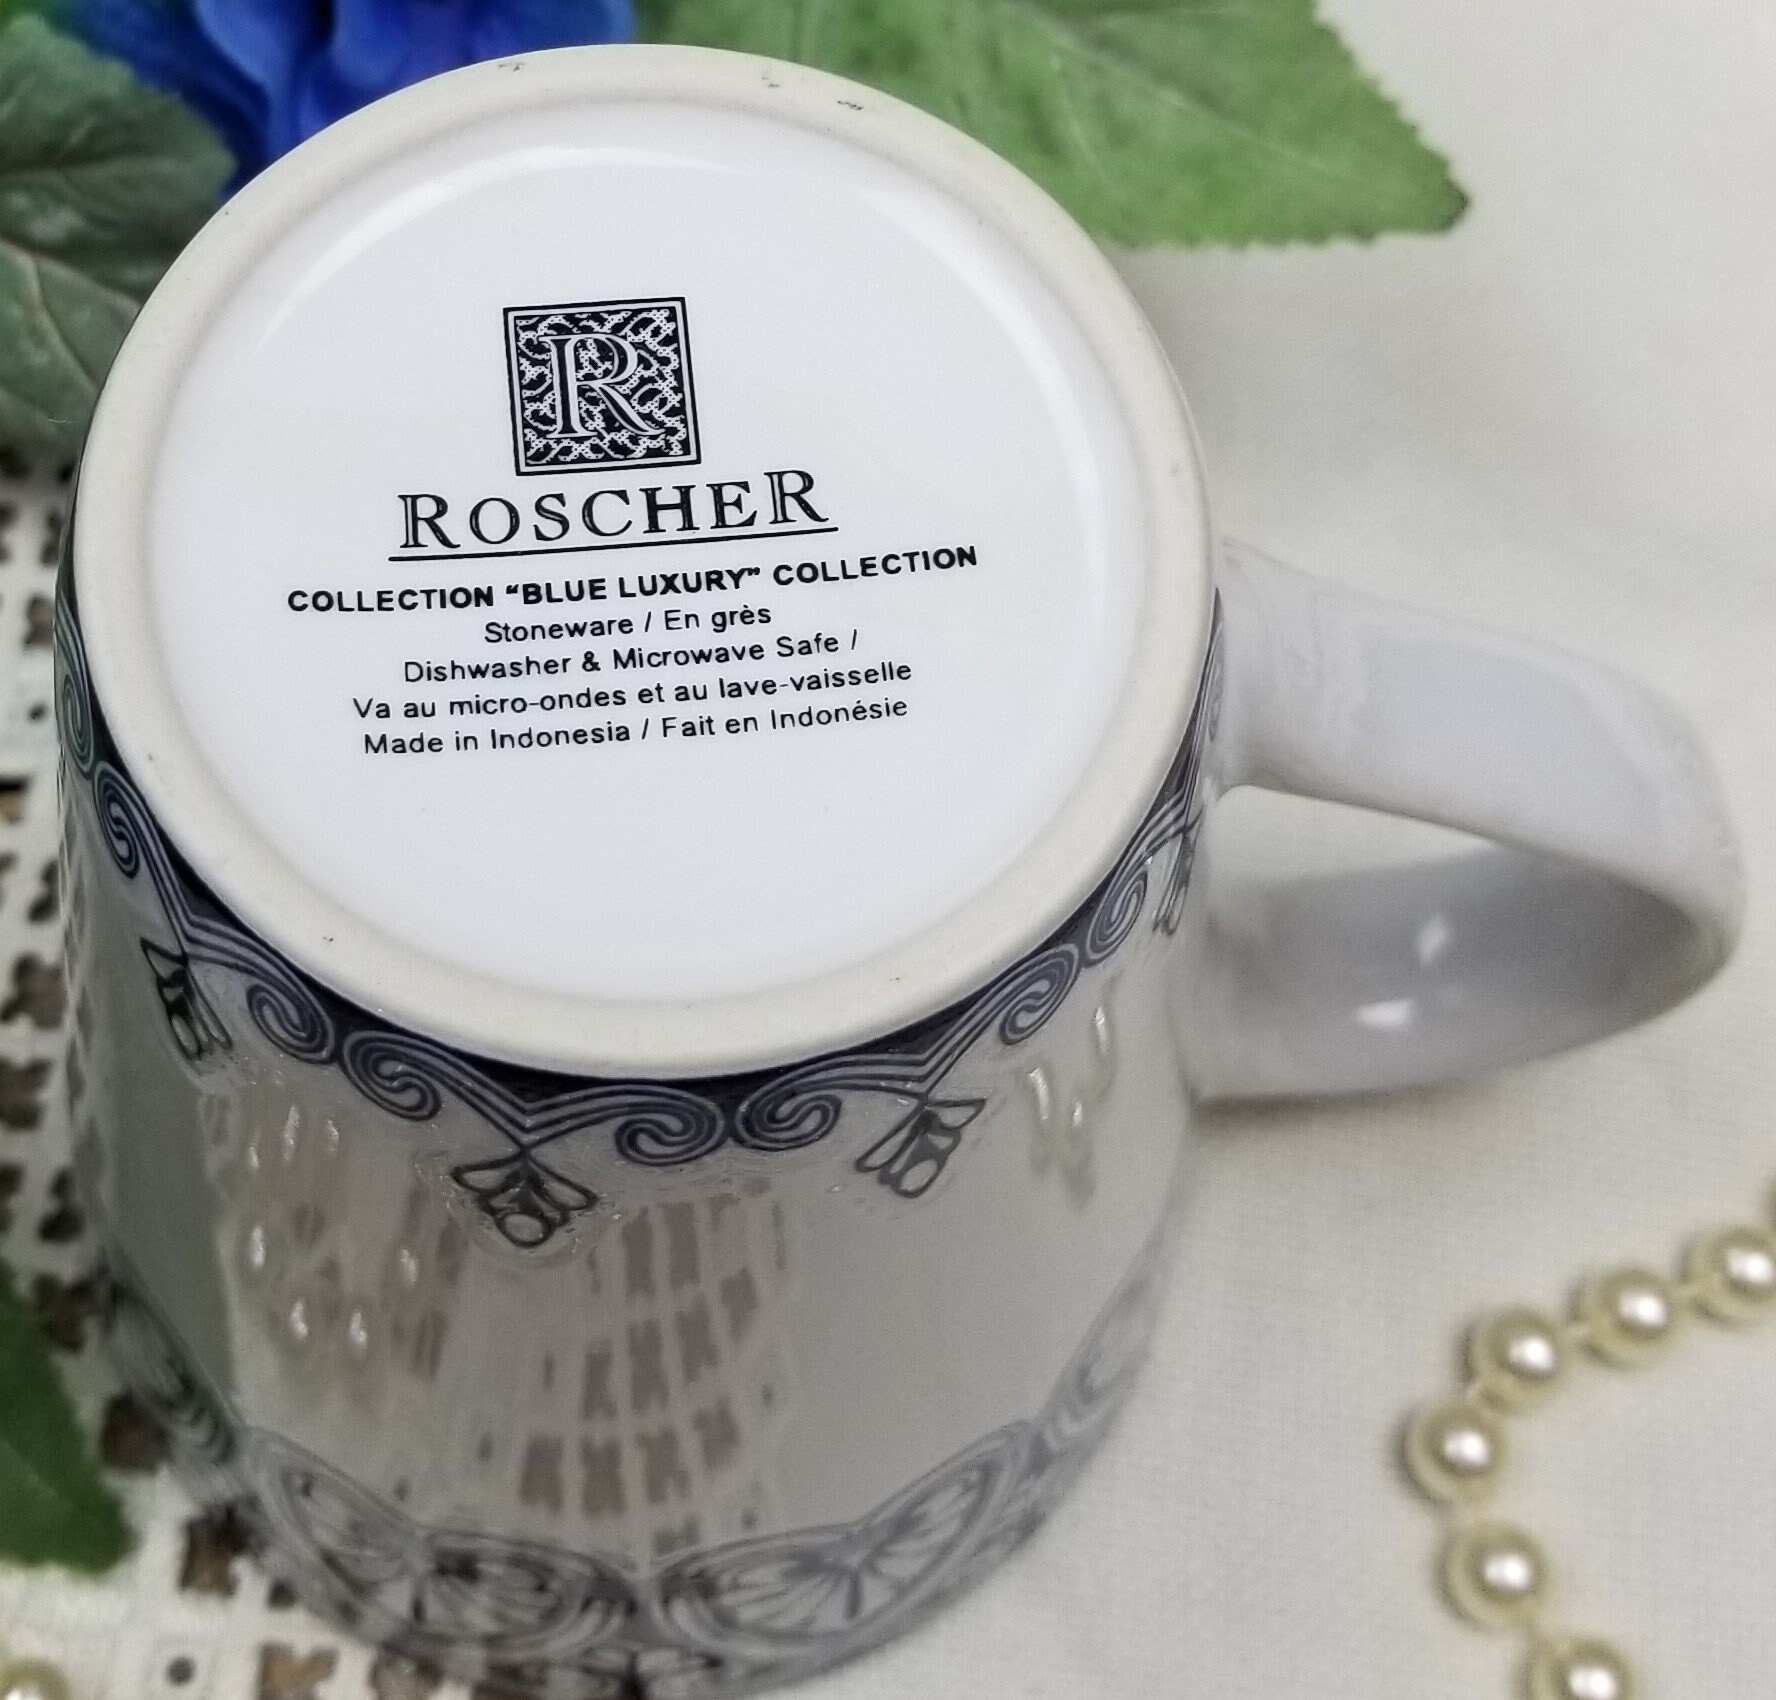 R
ROSCHER
COLLECTION “BLUE LUXURY” COLLECTION
Stoneware / En grès
Dishwasher & Microwave Safe /
Va au micro-ondes et au lave-vaisselle
Made in Indonesia / Fait en Indonésie